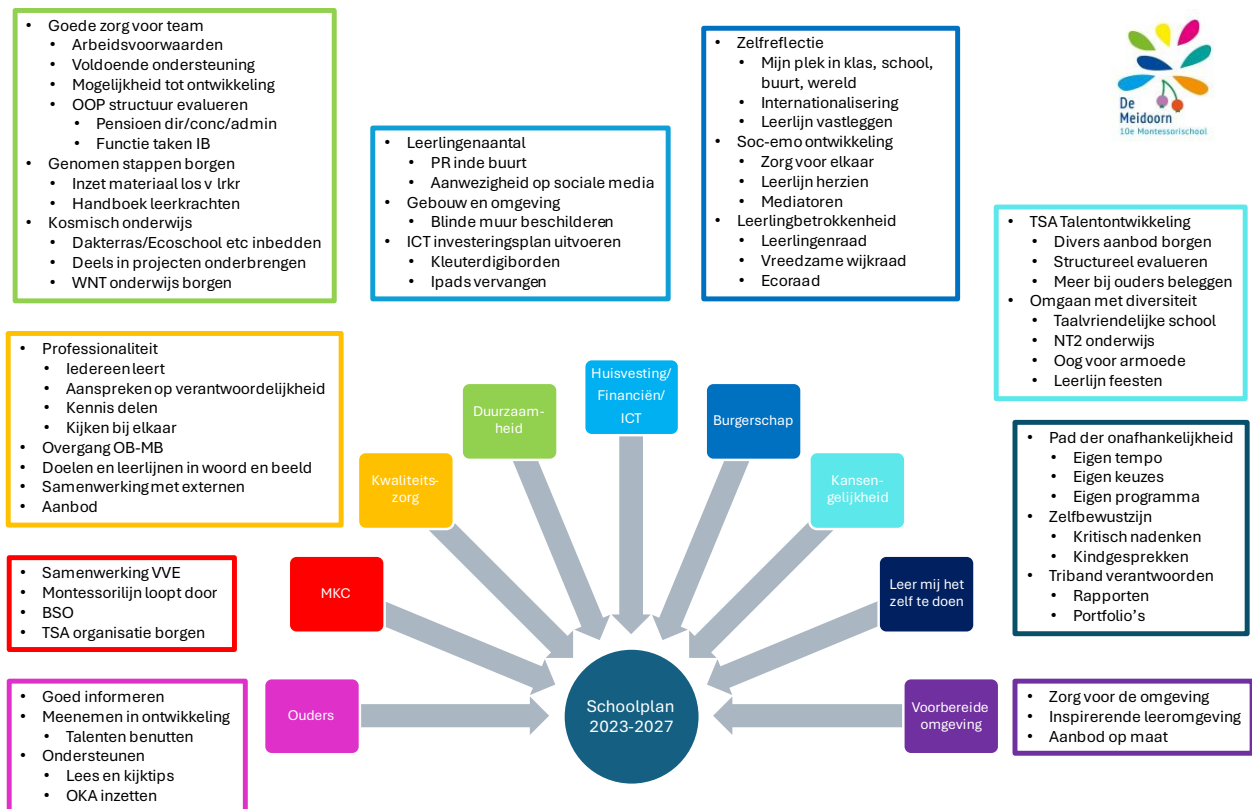 • Goede zorg voor team
• Arbeidsvoorwaarden
• Voldoende ondersteuning
• Mogelijkheid tot ontwikkeling
• OOP structuur evalueren
• Pensioen dir/conc/admin
• Functie taken IB
• Genomen stappen borgen
• Inzet materiaal los v lrkr
• Handboek leerkrachten
• Kosmisch onderwijs
• Dakterras/Ecoschool etc inbedden
• Deels in projecten onderbrengen
• WNT onderwijs borgen
• Leerlingenaantal
• PR inde buurt
• Aanwezigheid op sociale media
• Gebouw en omgeving
• Blinde muur beschilderen
• ICT investeringsplan uitvoeren
• Kleuterdigiborden
• Ipads vervangen
• Zelfreflectie
• Mijn plek in klas, school,
buurt, wereld
• Internationalisering
• Leerlijn vastleggen
• Soc-emo ontwikkeling
• Zorg voor elkaar
• Leerlijn herzien
• Mediatoren
• Leerlingbetrokkenheid
• Leerlingenraad
• Vreedzame wijkraad
• Ecoraad
De
Meidoorn
10e Montessorischool
• TSA Talentontwikkeling
• Divers aanbod borgen
• Structureel evalueren
• Meer bij ouders beleggen
• Omgaan met diversiteit
• Taalvriendelijke school
• NT2 onderwijs
• Oog voor armoede
• Leerlijn feesten
• Professionaliteit
• Iedereen leert
• Aanspreken op verantwoordelijkheid
• Kennis delen
• Kijken bij elkaar
• Overgang OB-MB
• Doelen en leerlijnen in woord en beeld
• Samenwerking met externen
• Aanbod
Duurzaam-
heid
Huisvesting/
Financiën/
ICT
Burgerschap
Kwaliteits-
zorg
Kansen-
gelijkheid
• Pad der onafhankelijkheid
• Eigen tempo
• Eigen keuzes
• Eigen programma
• Zelfbewustzijn
• Kritisch nadenken
• Kindgesprekken
• Triband verantwoorden
• Rapporten
• Portfolio's
• Samenwerking VVE
• Montessorilijn loopt door
• BSO
• TSA organisatie borgen
MKC
Leer mij het
zelf te doen
• Goed informeren
• Meenemen in ontwikkeling
• Talenten benutten
• Ondersteunen
• Lees en kijktips
• OKA inzetten
Ouders
Schoolplan
2023-2027
Voorbereide
omgeving
• Zorg voor de omgeving
• Inspirerende leeromgeving
• Aanbod op maat